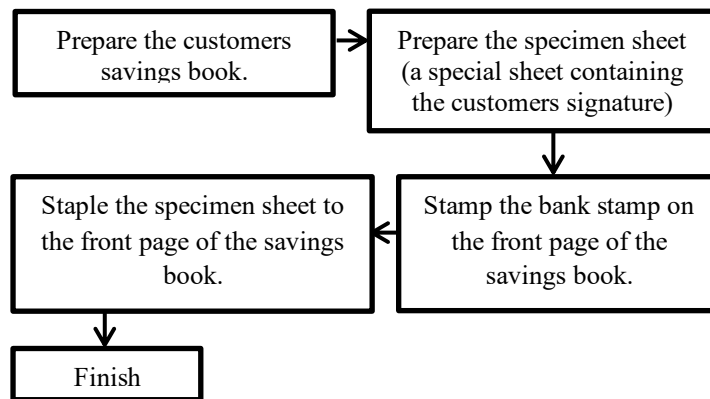 Prepare the customers
savings book.
Prepare the specimen sheet
(a special sheet containing
the customers signature)
Stamp the bank stamp on
the front page of the
savings book.
Staple the specimen sheet to
the front page of the savings
book.
Finish